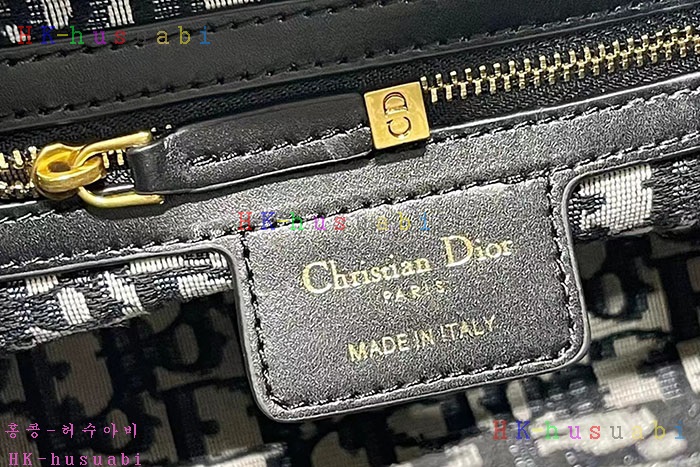 HK-husuabi
CD
HK-husuabi
Christian Dior
PARIS
MADE IN ITALY
홍콩-허수아비
HK-husuabi
HK-husuabi